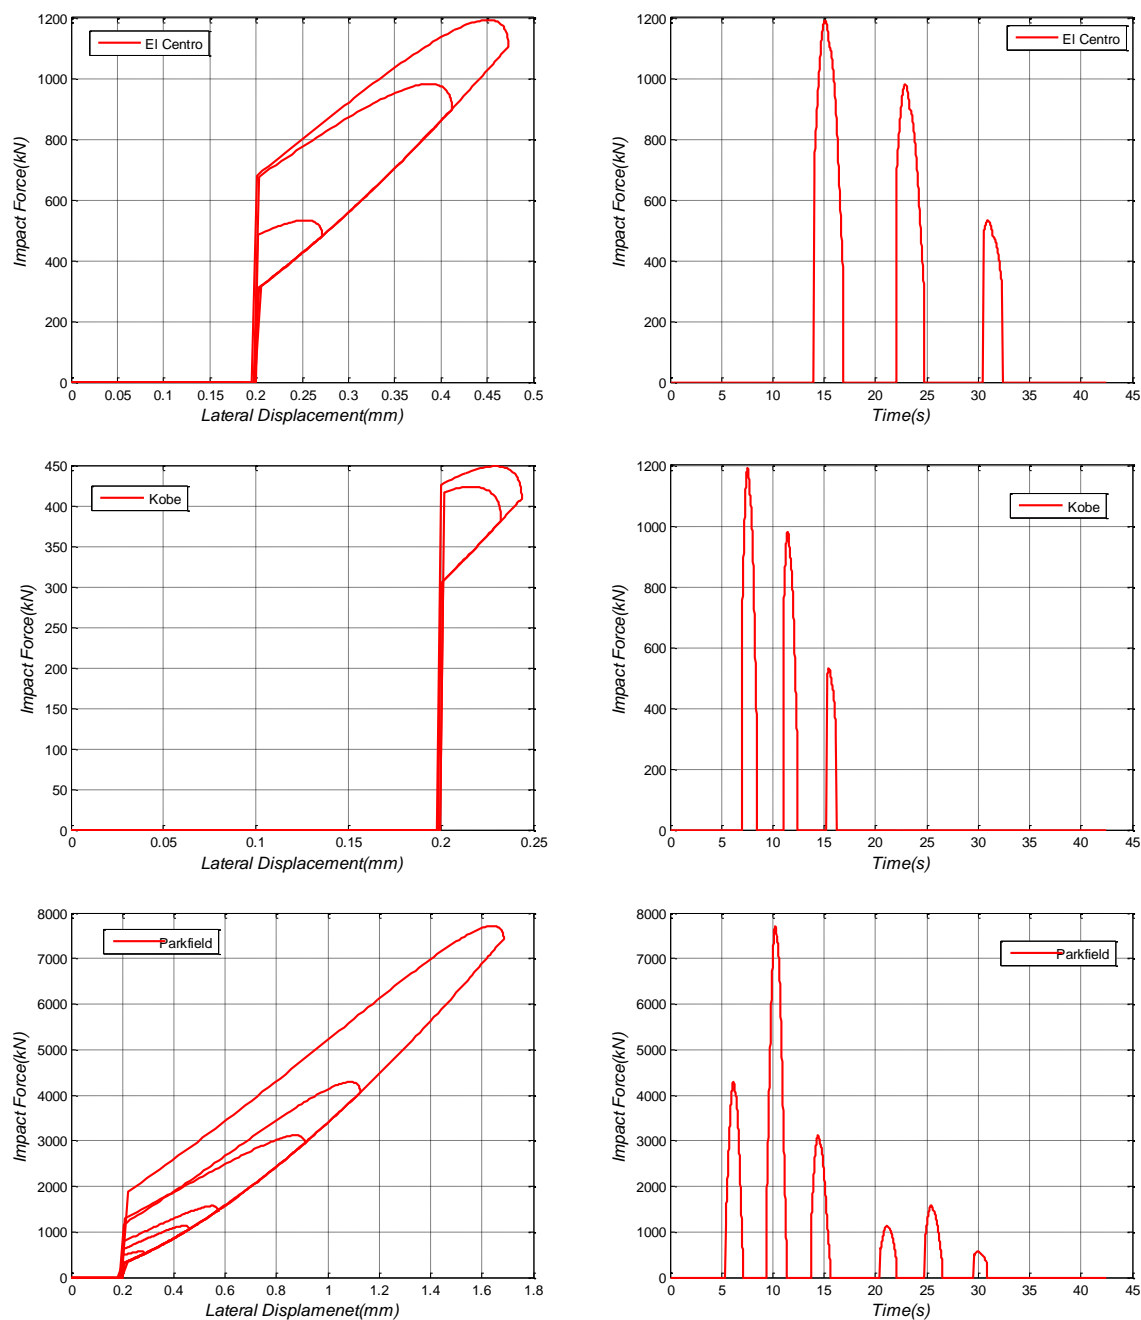 1200
1000
800
600
400
200
0
Impact Force(kN)
El Centro
0 0.05 0.1 0.15 0.2 0.25 0.3 0.35 0.4 0.45 0.5
Lateral Displacement(mm)
1200
1000
800
600
400
200
0
Impact Force(kN)
El Centro
0 5 10 15 20 25 30 35 40 45
Time(s)
450
400
350
300
250
200
150
100
50
0
Impact Force(kN)
Kobe
0 0.05 0.1 0.15 0.2 0.25
Lateral Displacement(mm)
1200
1000
800
600
400
200
0
Impact Force(kN)
Kobe
0 5 10 15 20 25 30 35 40 45
Time(s)
8000
7000
6000
5000
4000
3000
2000
1000
0
Impact Force(kN)
Parkfield
0 0.2 0.4 0.6 0.8 1 1.2 1.4 1.6 1.8
Lateral Displamenet(mm)
8000
7000
6000
5000
4000
3000
2000
1000
0
Impact Force(kN)
Parkfield
0 5 10 15 20 25 30 35 40 45
Time(s)